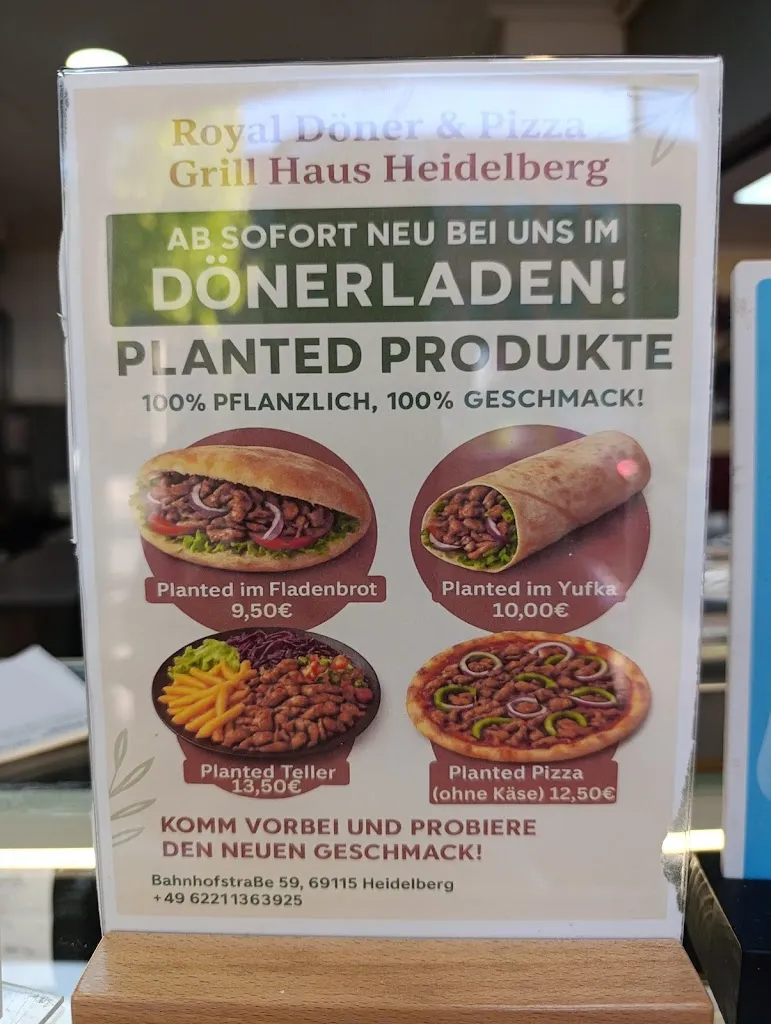 Royal Döner & Pizza
Grill Haus Heidelberg
AB SOFORT NEU BEI UNS IM
DÖNERLADEN!
PLANTED PRODUKTE
100% PFLANZLICH, 100% GESCHMACK!
Planted im Fladenbrot
9,50€
Planted im Yufka
10,00€
Planted Teller
13,50€
Planted Pizza
(ohne Käse) 12,50€
KOMM VORBEI UND PROBIERE
DEN NEUEN GESCHMACK!
Bahnhofstraße 59, 69115 Heidelberg
+49 62211363925